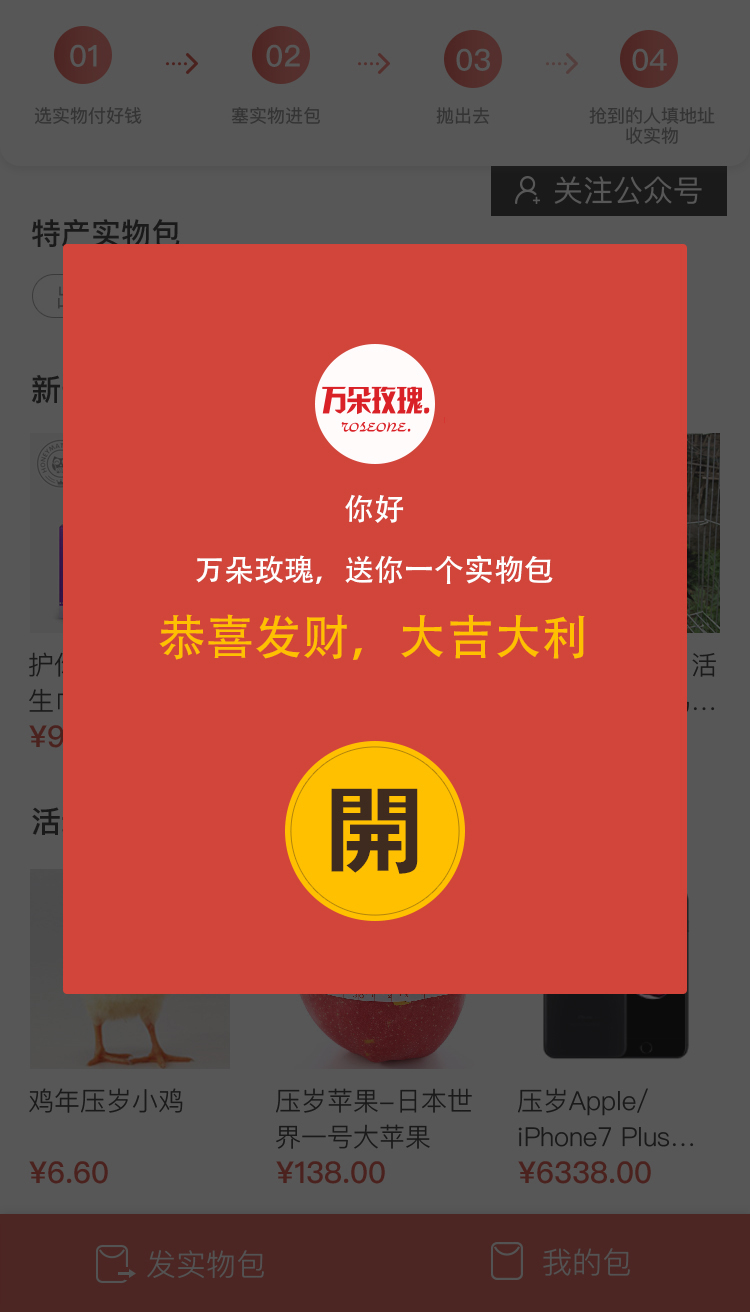 01
02
03
04
选实物付好钱
塞实物进包
抛出去
抢到的人填地址
收实物
关注公众号
特产实物包
新
万朵玫瑰.
roseone.
你好
万朵玫瑰，送你一个实物包
恭喜发财，大吉大利
開
活
生
¥9
活
鸡年压岁小鸡
压岁苹果–日本世
界一号大苹果
压岁Apple/
iPhone7 Plus...
¥6.60
¥138.00
¥6338.00
发实物包
我的包